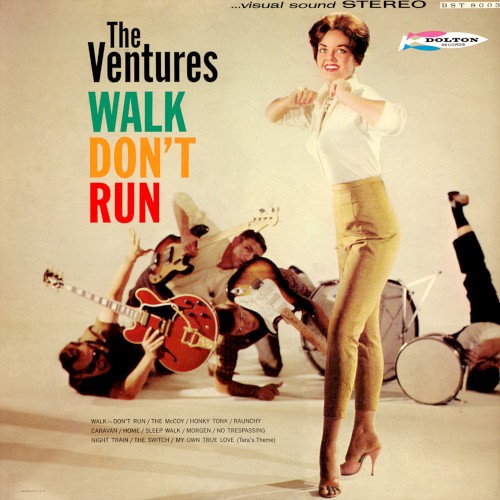 ...visual sound STEREO
BST 8003
DOLTON
RECORDS
The
Ventures
WALK
DON'T
RUN
WALK—DON'T RUN / THE McCOY / HONKY TONK / RAUNCHY
CARAVAN / HOME / SLEEP WALK / MORGEN / NO TRESPASSING
NIGHT TRAIN / THE SWITCH / MY OWN TRUE LOVE (Tara's Theme)